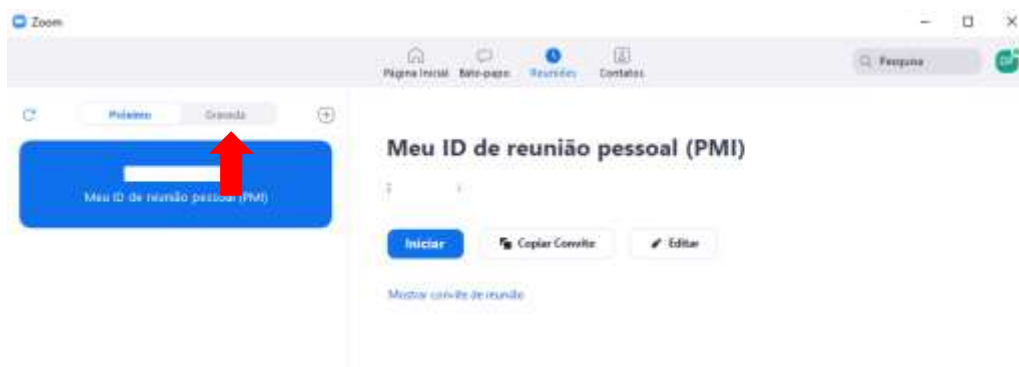 Zoom
Página Inicial Bate-papo Reuniões Contatos
Pesquisa
Próximo Gravada
Meu ID de reunião pessoal (PMI)
Meu ID de reunião pessoal (PMI)
Iniciar Copiar Convite Editar
Mostrar convite de reunião